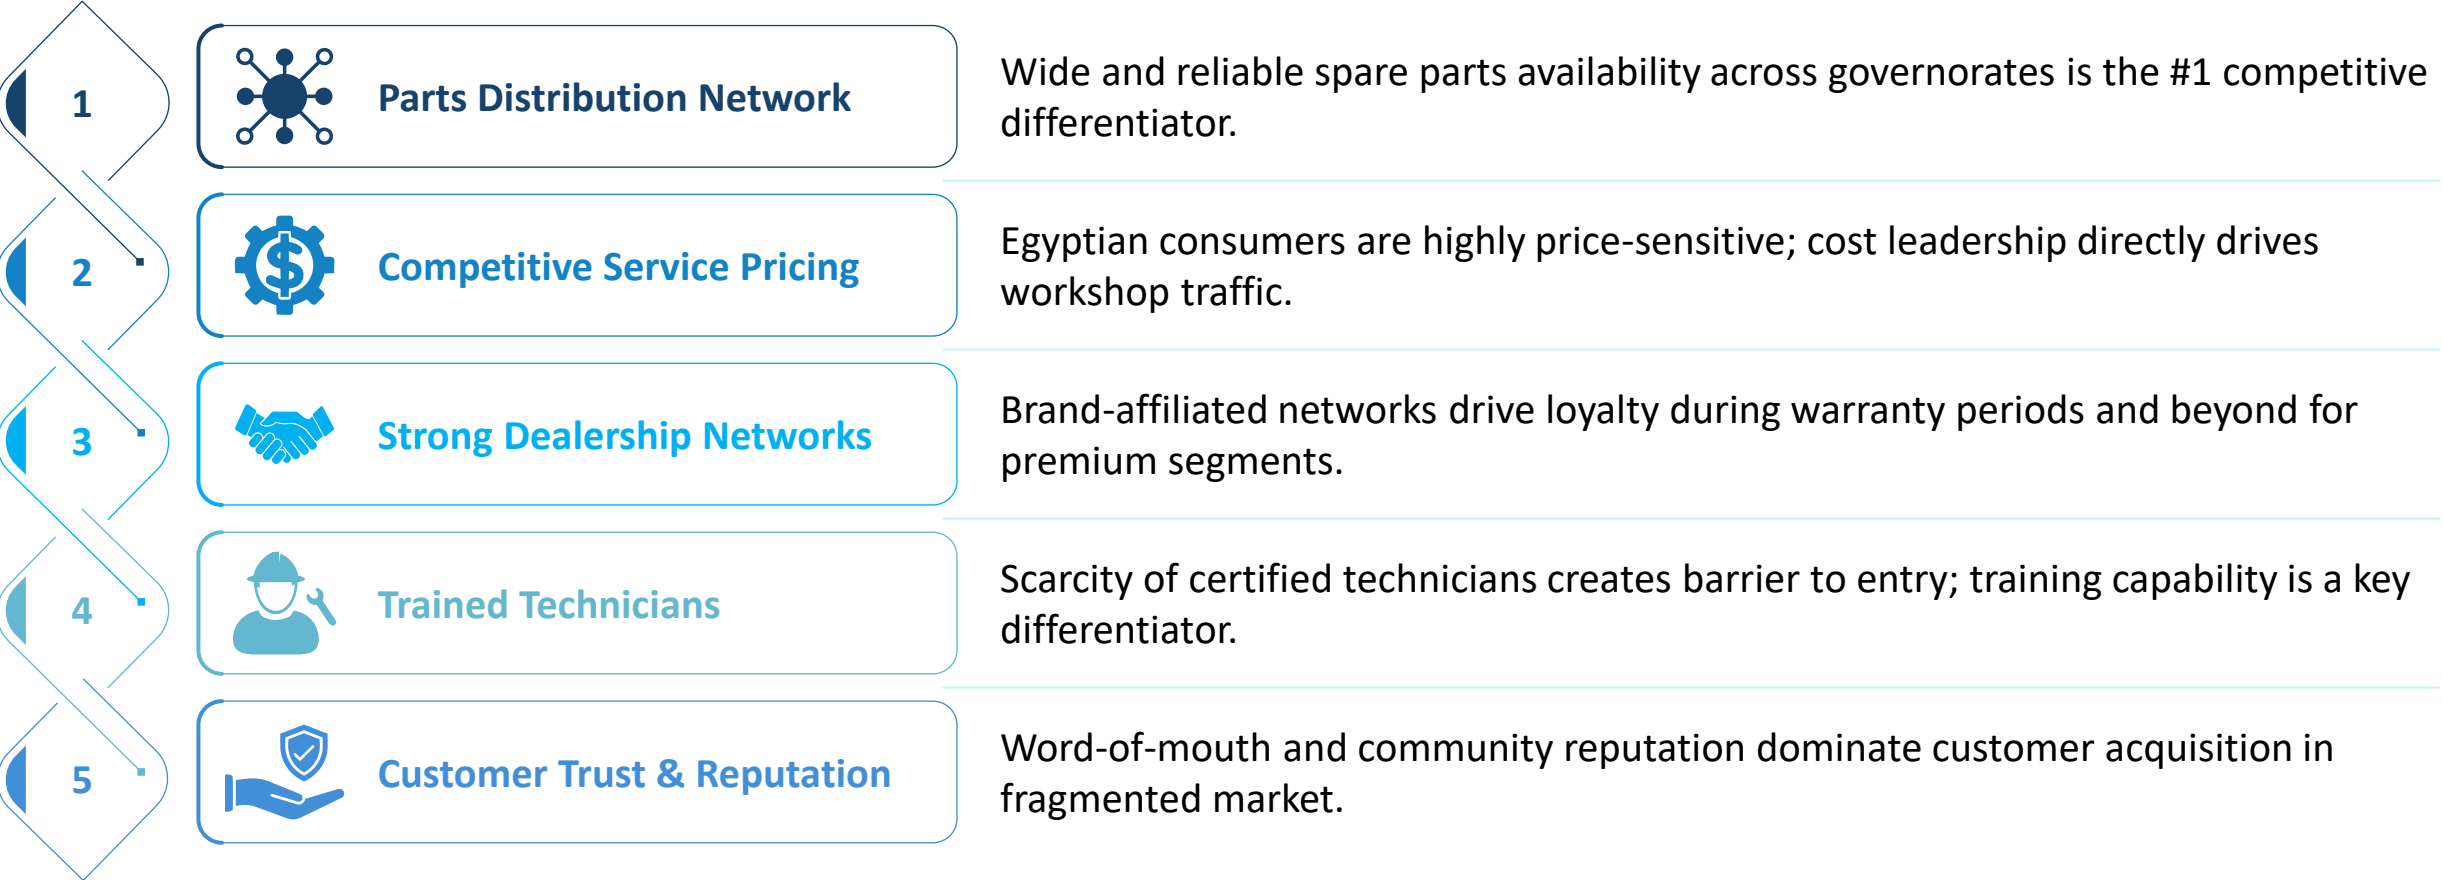 1
Parts Distribution Network
Wide and reliable spare parts availability across governorates is the #1 competitive
differentiator.
2
Competitive Service Pricing
Egyptian consumers are highly price-sensitive; cost leadership directly drives
workshop traffic.
3
Strong Dealership Networks
Brand-affiliated networks drive loyalty during warranty periods and beyond for
premium segments.
4
Trained Technicians
Scarcity of certified technicians creates barrier to entry; training capability is a key
differentiator.
5
Customer Trust & Reputation
Word-of-mouth and community reputation dominate customer acquisition in
fragmented market.